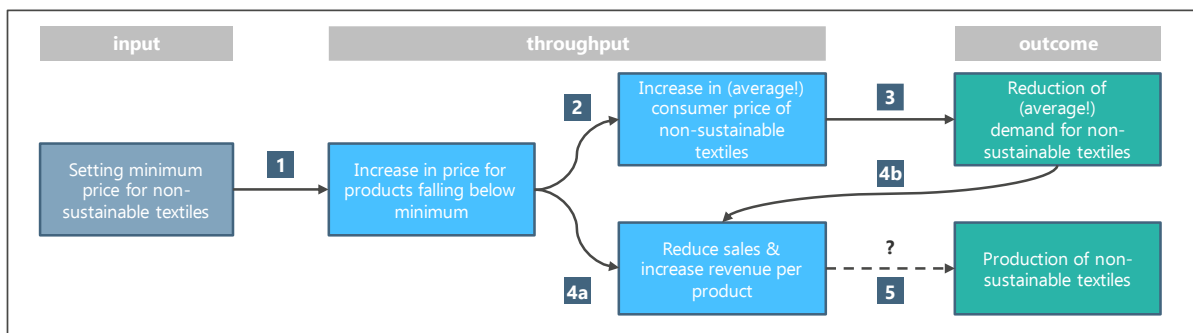 input
throughput
outcome
Setting minimum
price for non-
sustainable textiles
1
Increase in price for
products falling below
minimum
2
Increase in (average!)
consumer price of
non-sustainable
textiles
3
Reduction of
(average!)
demand for non-
sustainable textiles
4b
4a
Reduce sales &
increase revenue per
product
?
5
Production of non-
sustainable textiles